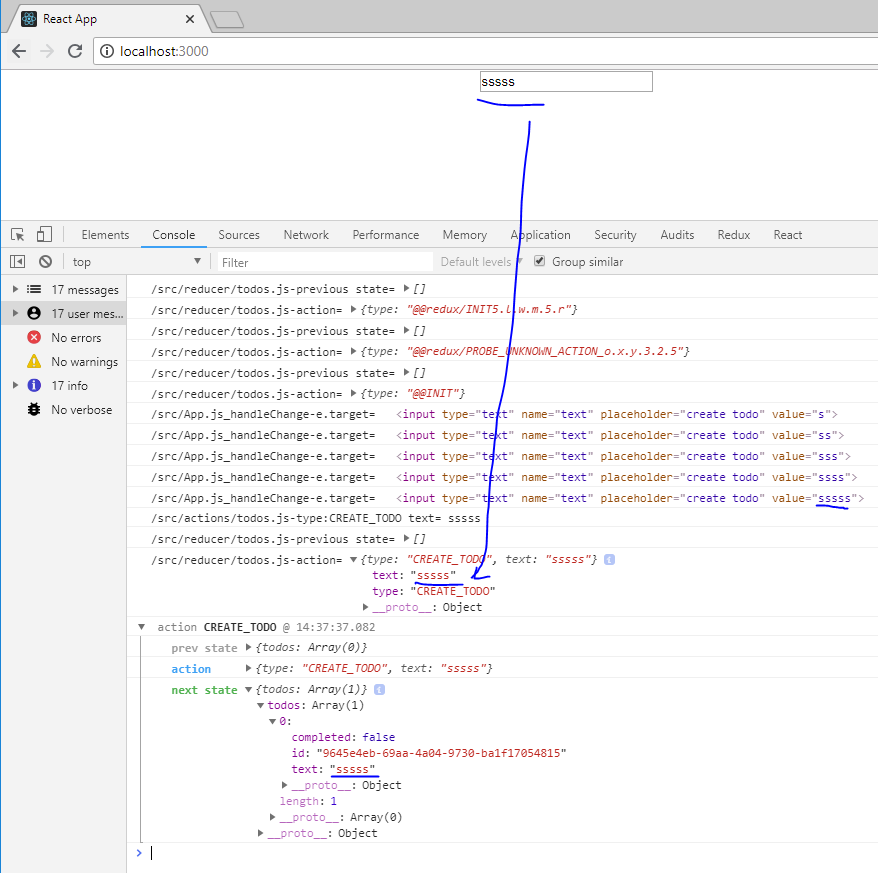 React App
localhost:3000
sssss
Elements Console Sources Network Performance Memory Application Security Audits Redux React
top Filter Default levels Group similar
17 messages
17 user mes...
No errors
No warnings
17 info
No verbose
/src/reducer/todos.js-previous state= []
/src/reducer/todos.js-action= {type: "@@redux/INIT5.l.w.m.5.r"}
/src/reducer/todos.js-previous state= []
/src/reducer/todos.js-action= {type: "@@redux/PROBE_UNKNOWN_ACTION_o.x.y.3.2.5"}
/src/reducer/todos.js-previous state= []
/src/reducer/todos.js-action= {type: "@@INIT"}
/src/App.js_handleChange-e.target= <input type="text" name="text" placeholder="create todo" value="s">
/src/App.js_handleChange-e.target= <input type="text" name="text" placeholder="create todo" value="ss">
/src/App.js_handleChange-e.target= <input type="text" name="text" placeholder="create todo" value="sss">
/src/App.js_handleChange-e.target= <input type="text" name="text" placeholder="create todo" value="ssss">
/src/App.js_handleChange-e.target= <input type="text" name="text" placeholder="create todo" value="sssss">
/src/actions/todos.js-type:CREATE_TODO text= sssss
/src/reducer/todos.js-previous state= []
/src/reducer/todos.js-action= {type: "CREATE_TODO", text: "sssss"}
text: "sssss"
type: "CREATE_TODO"
__proto__: Object
action CREATE_TODO @ 14:37:37.082
prev state {todos: Array(0)}
action {type: "CREATE_TODO", text: "sssss"}
next state {todos: Array(1)}
todos: Array(1)
0:
completed: false
id: "9645e4eb-69aa-4a04-9730-ba1f17054815"
text: "sssss"
__proto__: Object
length: 1
__proto__: Array(0)
__proto__: Object